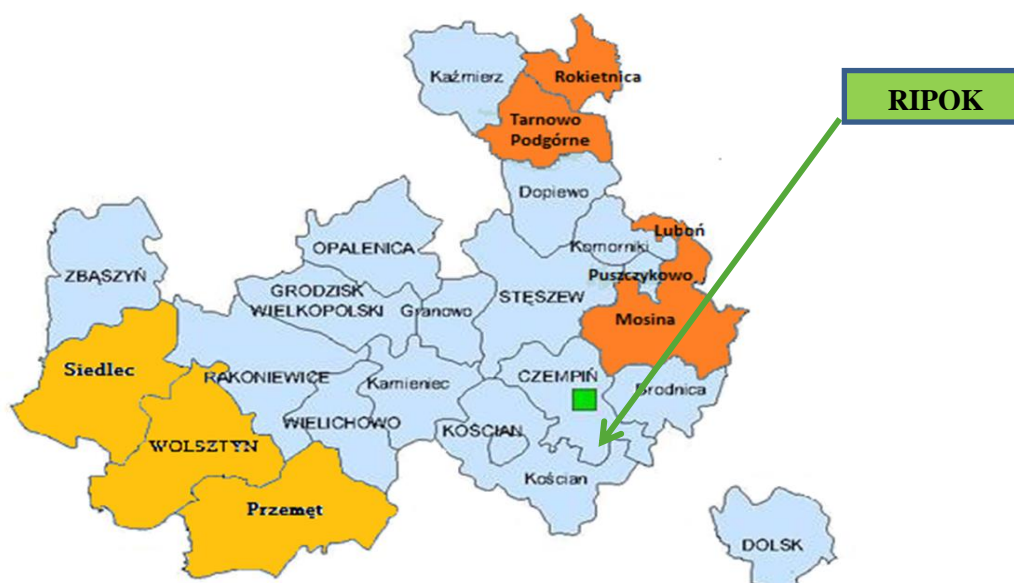 Kaźmierz
Rokietnica
RIPOK
Tarnowo
Podgórne
Dopiewo
Luboń
Komorniki
OPALENICA
ZBĄSZYŃ
Puszczykowo
GRODZISK
WIELKOPOLSKI
STĘSZEW
Granowo
Mosina
Siedlec
RAKONIEWICE
Kamieniec
CZEMPIŃ
Brodnica
WIELICHOWO
KOŚCIAN
WOLSZTYN
Kościan
Przemęt
DOLSK